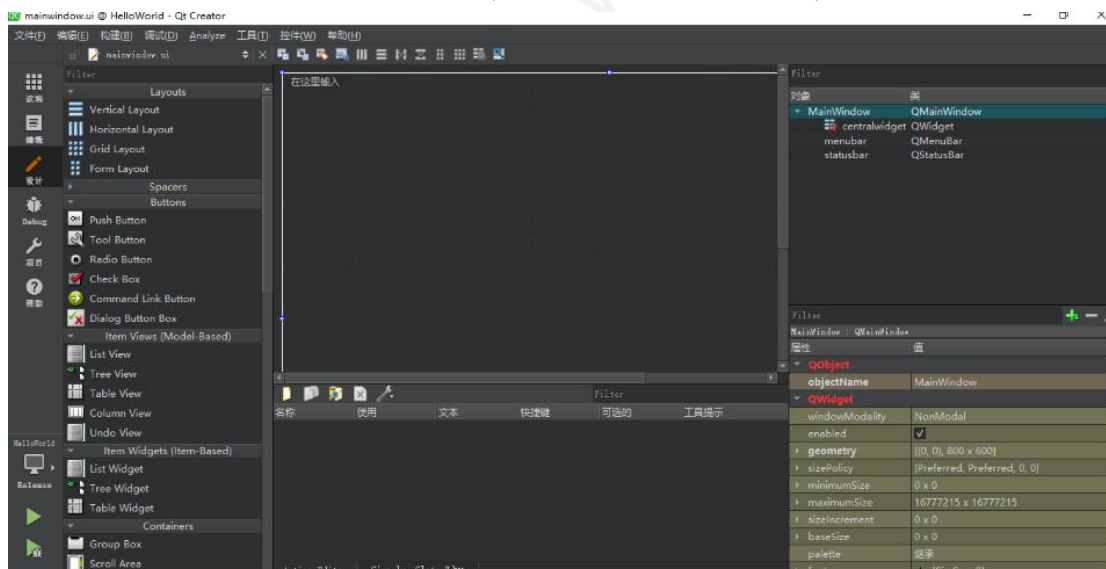 mainwindow.ui @ HelloWorld - Qt Creator
文件(F) 编辑(E) 构建(B) 调试(D) Analyze 工具(T) 控件(W) 帮助(H)
mainwindow.ui
Filter
Layouts
Vertical Layout
Horizontal Layout
Grid Layout
Form Layout
Spacers
Buttons
Push Button
Tool Button
Radio Button
Check Box
Command Link Button
Dialog Button Box
Item Views (Model-Based)
List View
Tree View
Table View
Column View
Undo View
Item Widgets (Item-Based)
List Widget
Tree Widget
Table Widget
Containers
Group Box
Scroll Area
欢迎
编辑
设计
Debug
项目
帮助
HelloWorld
Release
在这里输入
Filter
名称 使用 文本 快捷键 可选的 工具提示
Filter
对象 类
MainWindow QMainWindow
centralwidget QWidget
menubar QMenuBar
statusbar QStatusBar
Filter
MainWindow : QMainWindow
属性 值
QObject
objectName MainWindow
QWidget
windowModality NonModal
enabled
geometry [(0, 0), 800 x 600]
sizePolicy [Preferred, Preferred, 0, 0]
minimumSize 0 x 0
maximumSize 16777215 x 16777215
sizeIncrement 0 x 0
baseSize 0 x 0
palette 继承